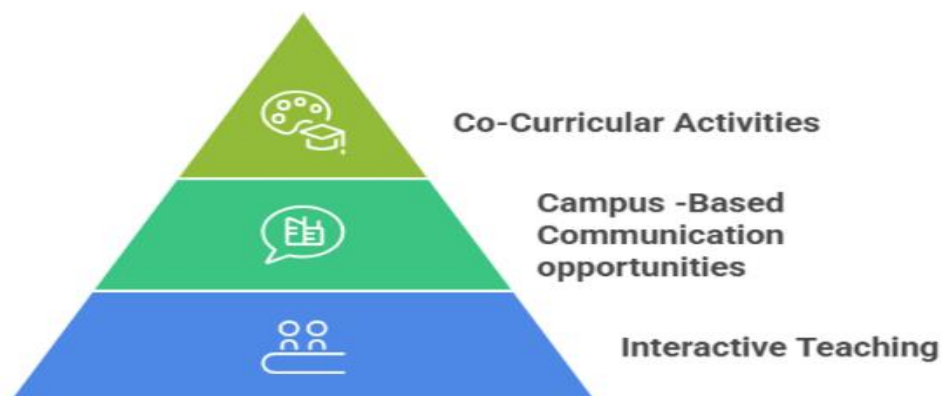 Co-Curricular Activities
Campus -Based
Communication
opportunities
Interactive Teaching